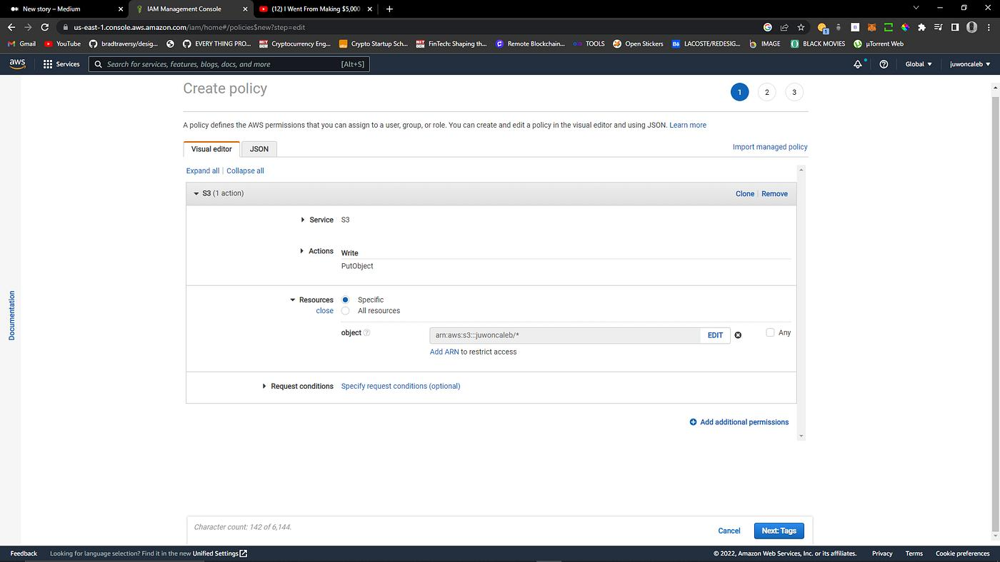 New story – Medium
IAM Management Console
(12) I Went From Making $5,000
us-east-1.console.aws.amazon.com/iam/home#/policies$new?step=edit
Gmail
YouTube
bradtraversy/desig...
EVERY THING PRO...
Cryptocurrency Eng...
Crypto Startup Sch...
FinTech: Shaping th...
Remote Blockchain...
TOOLS
Open Stickers
LACOSTE/REDESIG...
IMAGE
BLACK MOVIES
µTorrent Web
aws
Services
Search for services, features, blogs, docs, and more
[Alt+S]
Global
juwoncaleb
Create policy
1
2
3
A policy defines the AWS permissions that you can assign to a user, group, or role. You can create and edit a policy in the visual editor and using JSON. Learn more
Visual editor
JSON
Import managed policy
Expand all | Collapse all
S3 (1 action)
Clone | Remove
Service S3
Actions Write
PutObject
Resources Specific
close All resources
object
arn:aws:s3:::juwoncaleb/*
EDIT
Any
Add ARN to restrict access
Request conditions Specify request conditions (optional)
Add additional permissions
Documentation
Character count: 142 of 6,144.
Cancel
Next: Tags
Feedback
Looking for language selection? Find it in the new Unified Settings
© 2022, Amazon Web Services, Inc. or its affiliates.
Privacy
Terms
Cookie preferences